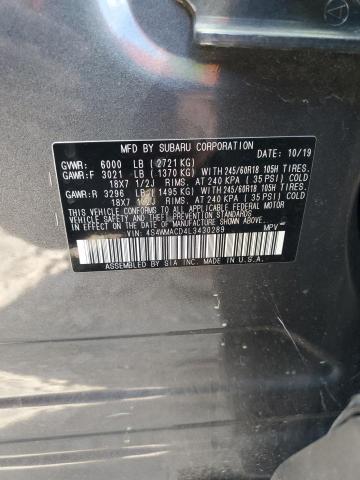 MFD BY SUBARU CORPORATION DATE: 10/19
GVWR: 6000 LB (2721 KG)
GAWR:F 3021 LB (1370 KG) WITH 245/60R18 105H TIRES,
18X7 1/2J RIMS. AT 240 KPA (35 PSI) COLD
GAWR:R 3296 LB (1495 KG) WITH 245/60R18 105H TIRES,
18X7 1/2J RIMS. AT 240 KPA (35 PSI) COLD
THIS VEHICLE CONFORMS TO ALL APPLICABLE FEDERAL MOTOR
VEHICLE SAFETY AND THEFT PREVENTION STANDARDS
IN EFFECT ON THE DATE OF MANUFACTURE SHOWN ABOVE.
VIN: 4S4WMACD4L3430289 MPV
MADE BY SIA IN U.S.A.